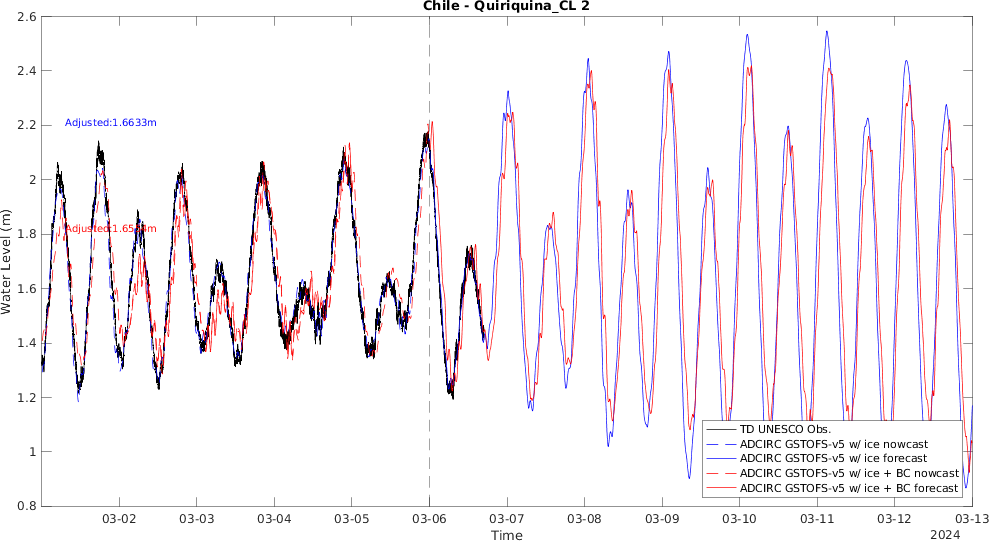 Chile - Quiriquina_CL 2
2.6
2.4
2.2
2
1.8
1.6
1.4
1.2
1
0.8
Water Level (m)
Adjusted:1.6633m
TD UNESCO Obs.
ADCIRC GSTOFS-v5 w/ ice nowcast
ADCIRC GSTOFS-v5 w/ ice forecast
ADCIRC GSTOFS-v5 w/ ice + BC nowcast
ADCIRC GSTOFS-v5 w/ ice + BC forecast
03-02 03-03 03-04 03-05 03-06 03-07 03-08 03-09 03-10 03-11 03-12 03-13
Time
2024